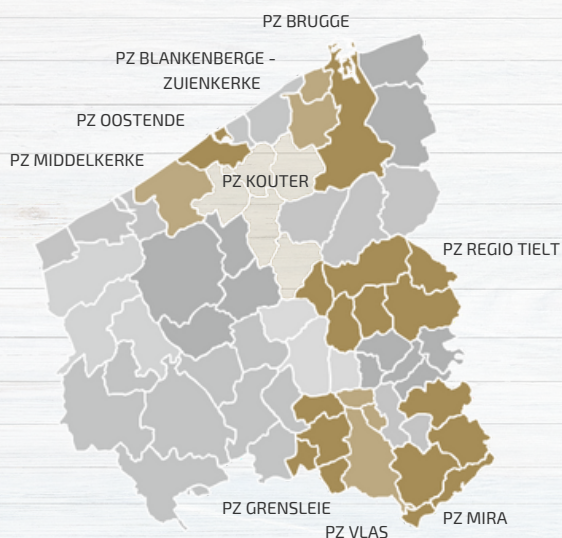 PZ BRUGGE
PZ BLANKENBERGE -
ZUIENKERKE
PZ OOSTENDE
PZ MIDDELKERKE
PZ KOUTER
PZ REGIO TIELT
PZ GRENSLEIE
PZ VLAS
PZ MIRA